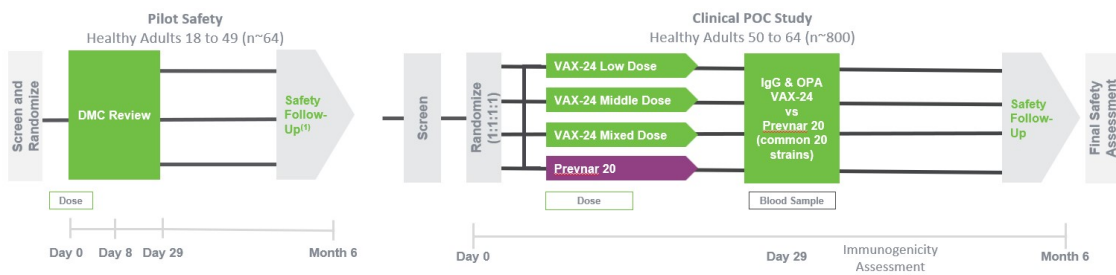 Pilot Safety
Healthy Adults 18 to 49 (n~64)
Screen and
Randomize
DMC Review
Safety
Follow-
Up(1)
Dose
Day 0
Day 8
Day 29
Month 6
Clinical POC Study
Healthy Adults 50 to 64 (n~800)
Screen
Randomize
(1:1:1:1)
VAX-24 Low Dose
VAX-24 Middle Dose
VAX-24 Mixed Dose
Prevnar 20
IgG & OPA
VAX-24
vs
Prevnar 20
(common 20
strains)
Safety
Follow-
Up
Final Safety
Assessment
Dose
Blood Sample
Day 0
Day 29
Immunogenicity
Assessment
Month 6